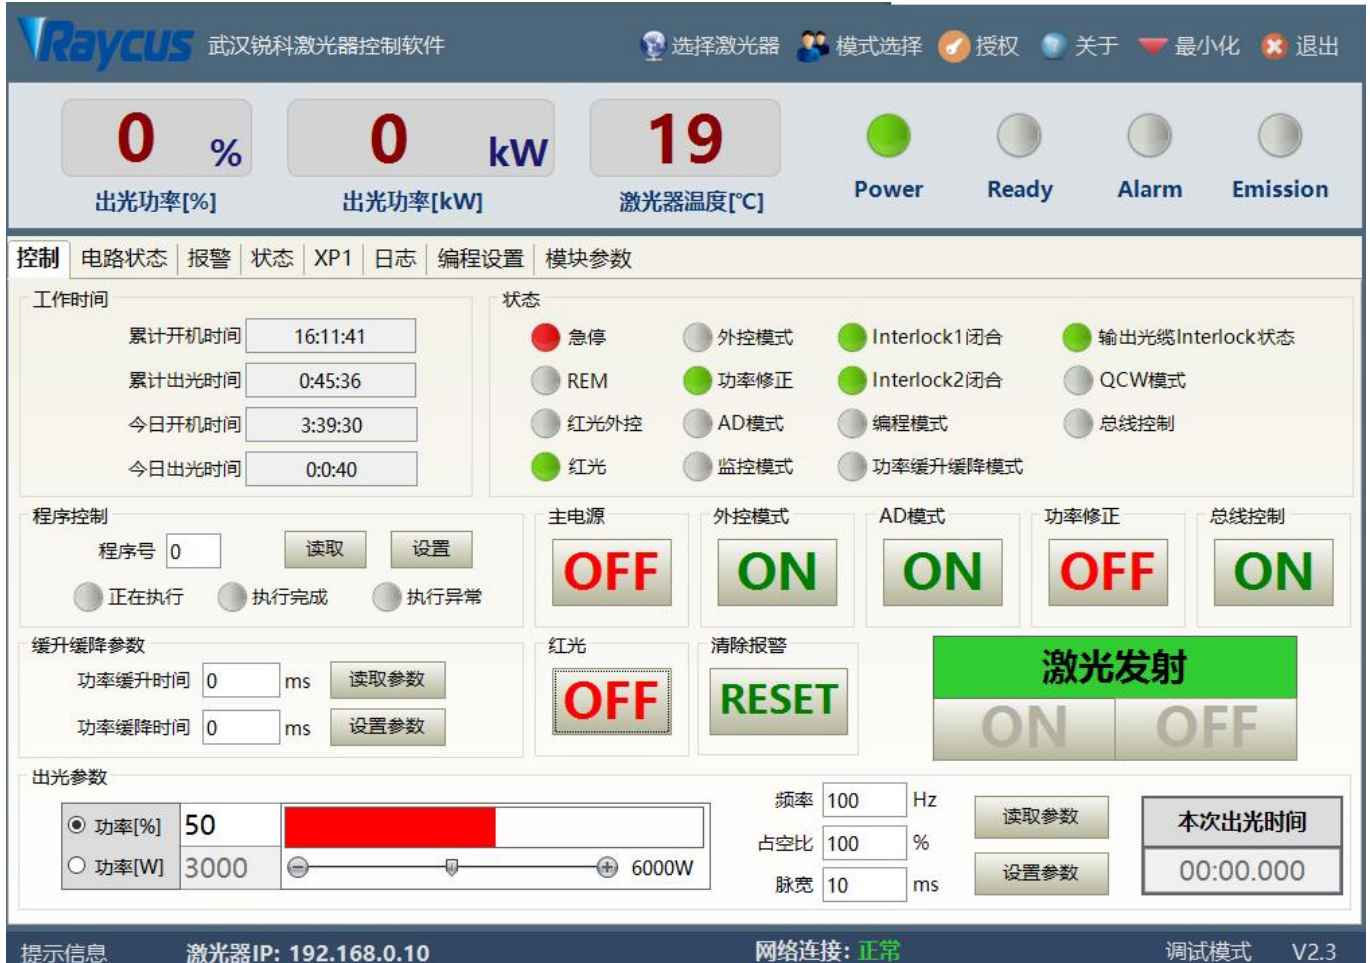 Raycus 武汉锐科激光器控制软件 选择激光器 模式选择 授权 关于 最小化 退出
0 % 0 kW 19
出光功率[%] 出光功率[kW] 激光器温度[℃] Power Ready Alarm Emission
控制 电路状态 报警 状态 XP1 日志 编程设置 模块参数
工作时间 状态
累计开机时间 16:11:41 急停 外控模式 Interlock1闭合 输出光缆Interlock状态
累计出光时间 0:45:36 REM 功率修正 Interlock2闭合 QCW模式
今日开机时间 3:39:30 红光外控 AD模式 编程模式 总线控制
今日出光时间 0:0:40 红光 监控模式 功率缓升缓降模式
程序控制 主电源 外控模式 AD模式 功率修正 总线控制
程序号 0 读取 设置 OFF ON ON OFF ON
正在执行 执行完成 执行异常
缓升缓降参数 红光 清除报警 激光发射
功率缓升时间 0 ms 读取参数 OFF RESET ON OFF
功率缓降时间 0 ms 设置参数
出光参数
功率[%] 50 频率 100 Hz 读取参数 本次出光时间
占空比 100 %
功率[W] 3000 6000W 脉宽 10 ms 设置参数 00:00.000
提示信息 激光器IP: 192.168.0.10 网络连接: 正常 调试模式 V2.3